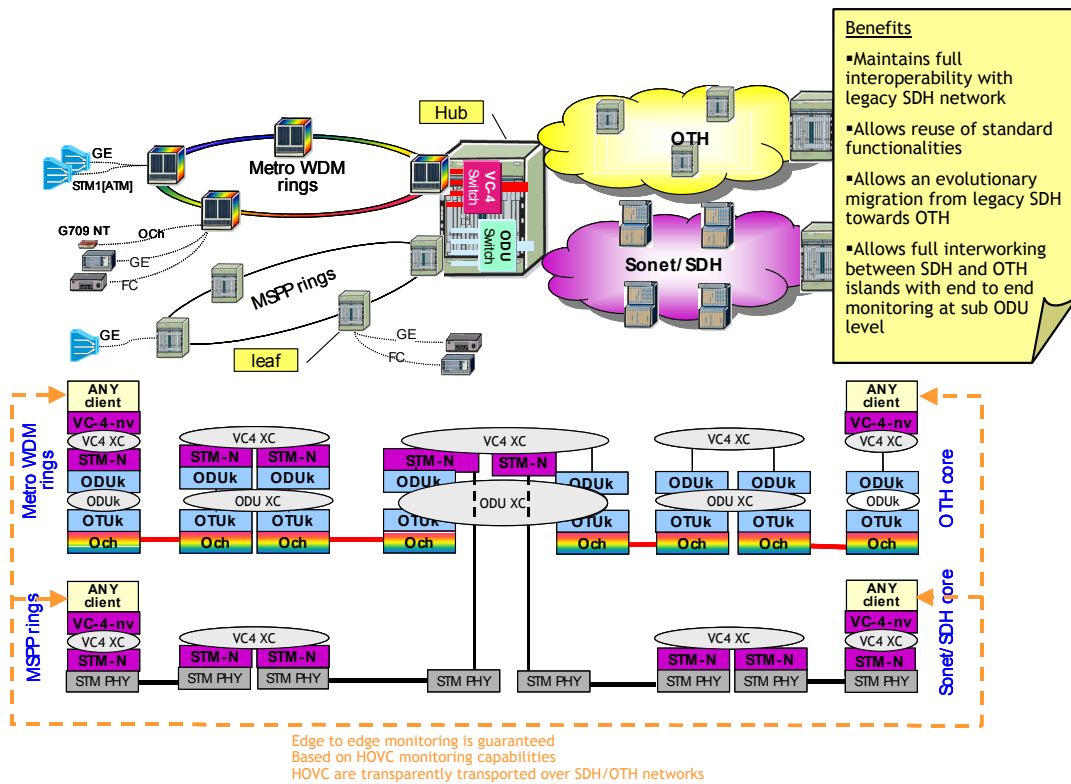 Benefits
▪Maintains full
interoperability with
legacy SDH network
▪Allows reuse of standard
functionalities
▪Allows an evolutionary
migration from legacy SDH
towards OTH
▪Allows full interworking
between SDH and OTH
islands with end to end
monitoring at sub ODU
level
Hub
OTH
GE
STM1[ATM]
Metro WDM
rings
VC-4
Switch
ODU
Switch
G709 NT
OCh
GE
FC
Sonet/SDH
MSPP rings
GE
leaf
GE
FC
Metro WDM
rings
ANY
client
VC-4-nv
VC4 XC
STM-N
ODUk
ODUk
OTUk
Och
VC4 XC
STM-N
STM-N
ODUk
ODUk
ODU XC
OTUk
OTUk
Och
Och
VC4 XC
STM-N
STM-N
ODUk
ODUk
ODU XC
OTUk
OTUk
Och
Och
VC4 XC
ODUk
ODUk
ODU XC
OTUk
OTUk
Och
Och
ANY
client
VC-4-nv
VC4 XC
ODUk
ODUk
OTUk
Och
OTH core
MSPP rings
ANY
client
VC-4-nv
VC4 XC
STM-N
STM PHY
VC4 XC
STM-N
STM-N
STM PHY
STM PHY
STM PHY
STM PHY
VC4 XC
STM-N
STM-N
STM PHY
STM PHY
ANY
client
VC-4-nv
VC4 XC
STM-N
STM PHY
Sonet/SDH core
Edge to edge monitoring is guaranteed
Based on HOVC monitoring capabilities
HOVC are transparently transported over SDH/OTH networks